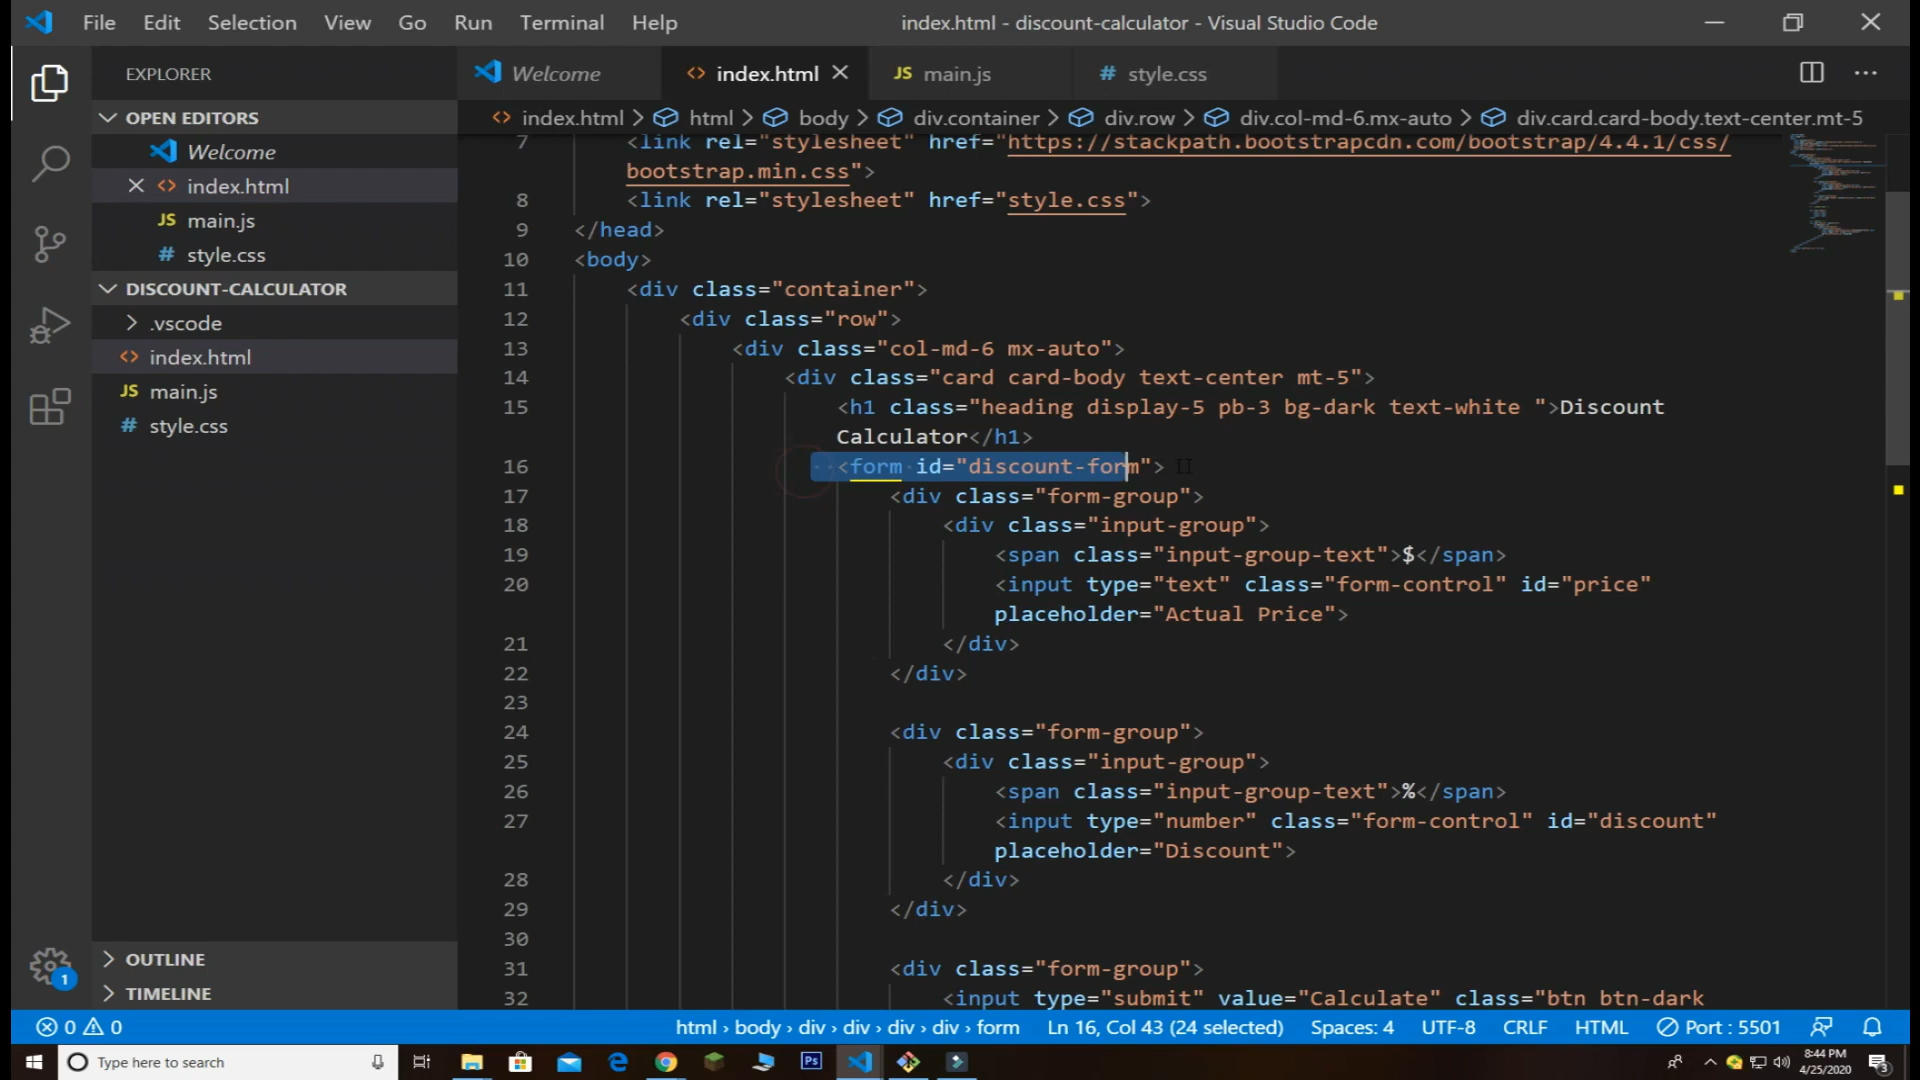 File Edit Selection View Go Run Terminal Help index.html - discount-calculator - Visual Studio Code
EXPLORER
Welcome index.html JS main.js # style.css
OPEN EDITORS
index.html > html > body > div.container > div.row > div.col-md-6.mx-auto > div.card.card-body.text-center.mt-5
Welcome
index.html
JS main.js
# style.css
DISCOUNT-CALCULATOR
.vscode
index.html
JS main.js
# style.css
OUTLINE
TIMELINE
7 <link rel="stylesheet" href="https://stackpath.bootstrapcdn.com/bootstrap/4.4.1/css/
bootstrap.min.css">
8 <link rel="stylesheet" href="style.css">
9 </head>
10 <body>
11 <div class="container">
12 <div class="row">
13 <div class="col-md-6 mx-auto">
14 <div class="card card-body text-center mt-5">
15 <h1 class="heading display-5 pb-3 bg-dark text-white ">Discount
Calculator</h1>
16 <form id="discount-form">
17 <div class="form-group">
18 <div class="input-group">
19 <span class="input-group-text">$</span>
20 <input type="text" class="form-control" id="price"
placeholder="Actual Price">
21 </div>
22 </div>
23
24 <div class="form-group">
25 <div class="input-group">
26 <span class="input-group-text">%</span>
27 <input type="number" class="form-control" id="discount"
placeholder="Discount">
28 </div>
29 </div>
30
31 <div class="form-group">
32 <input type="submit" value="Calculate" class="btn btn-dark
1
0 0 html › body › div › div › div › div › form Ln 16, Col 43 (24 selected) Spaces: 4 UTF-8 CRLF HTML Port : 5501
Type here to search Ps 8:44 PM
4/25/2020 3